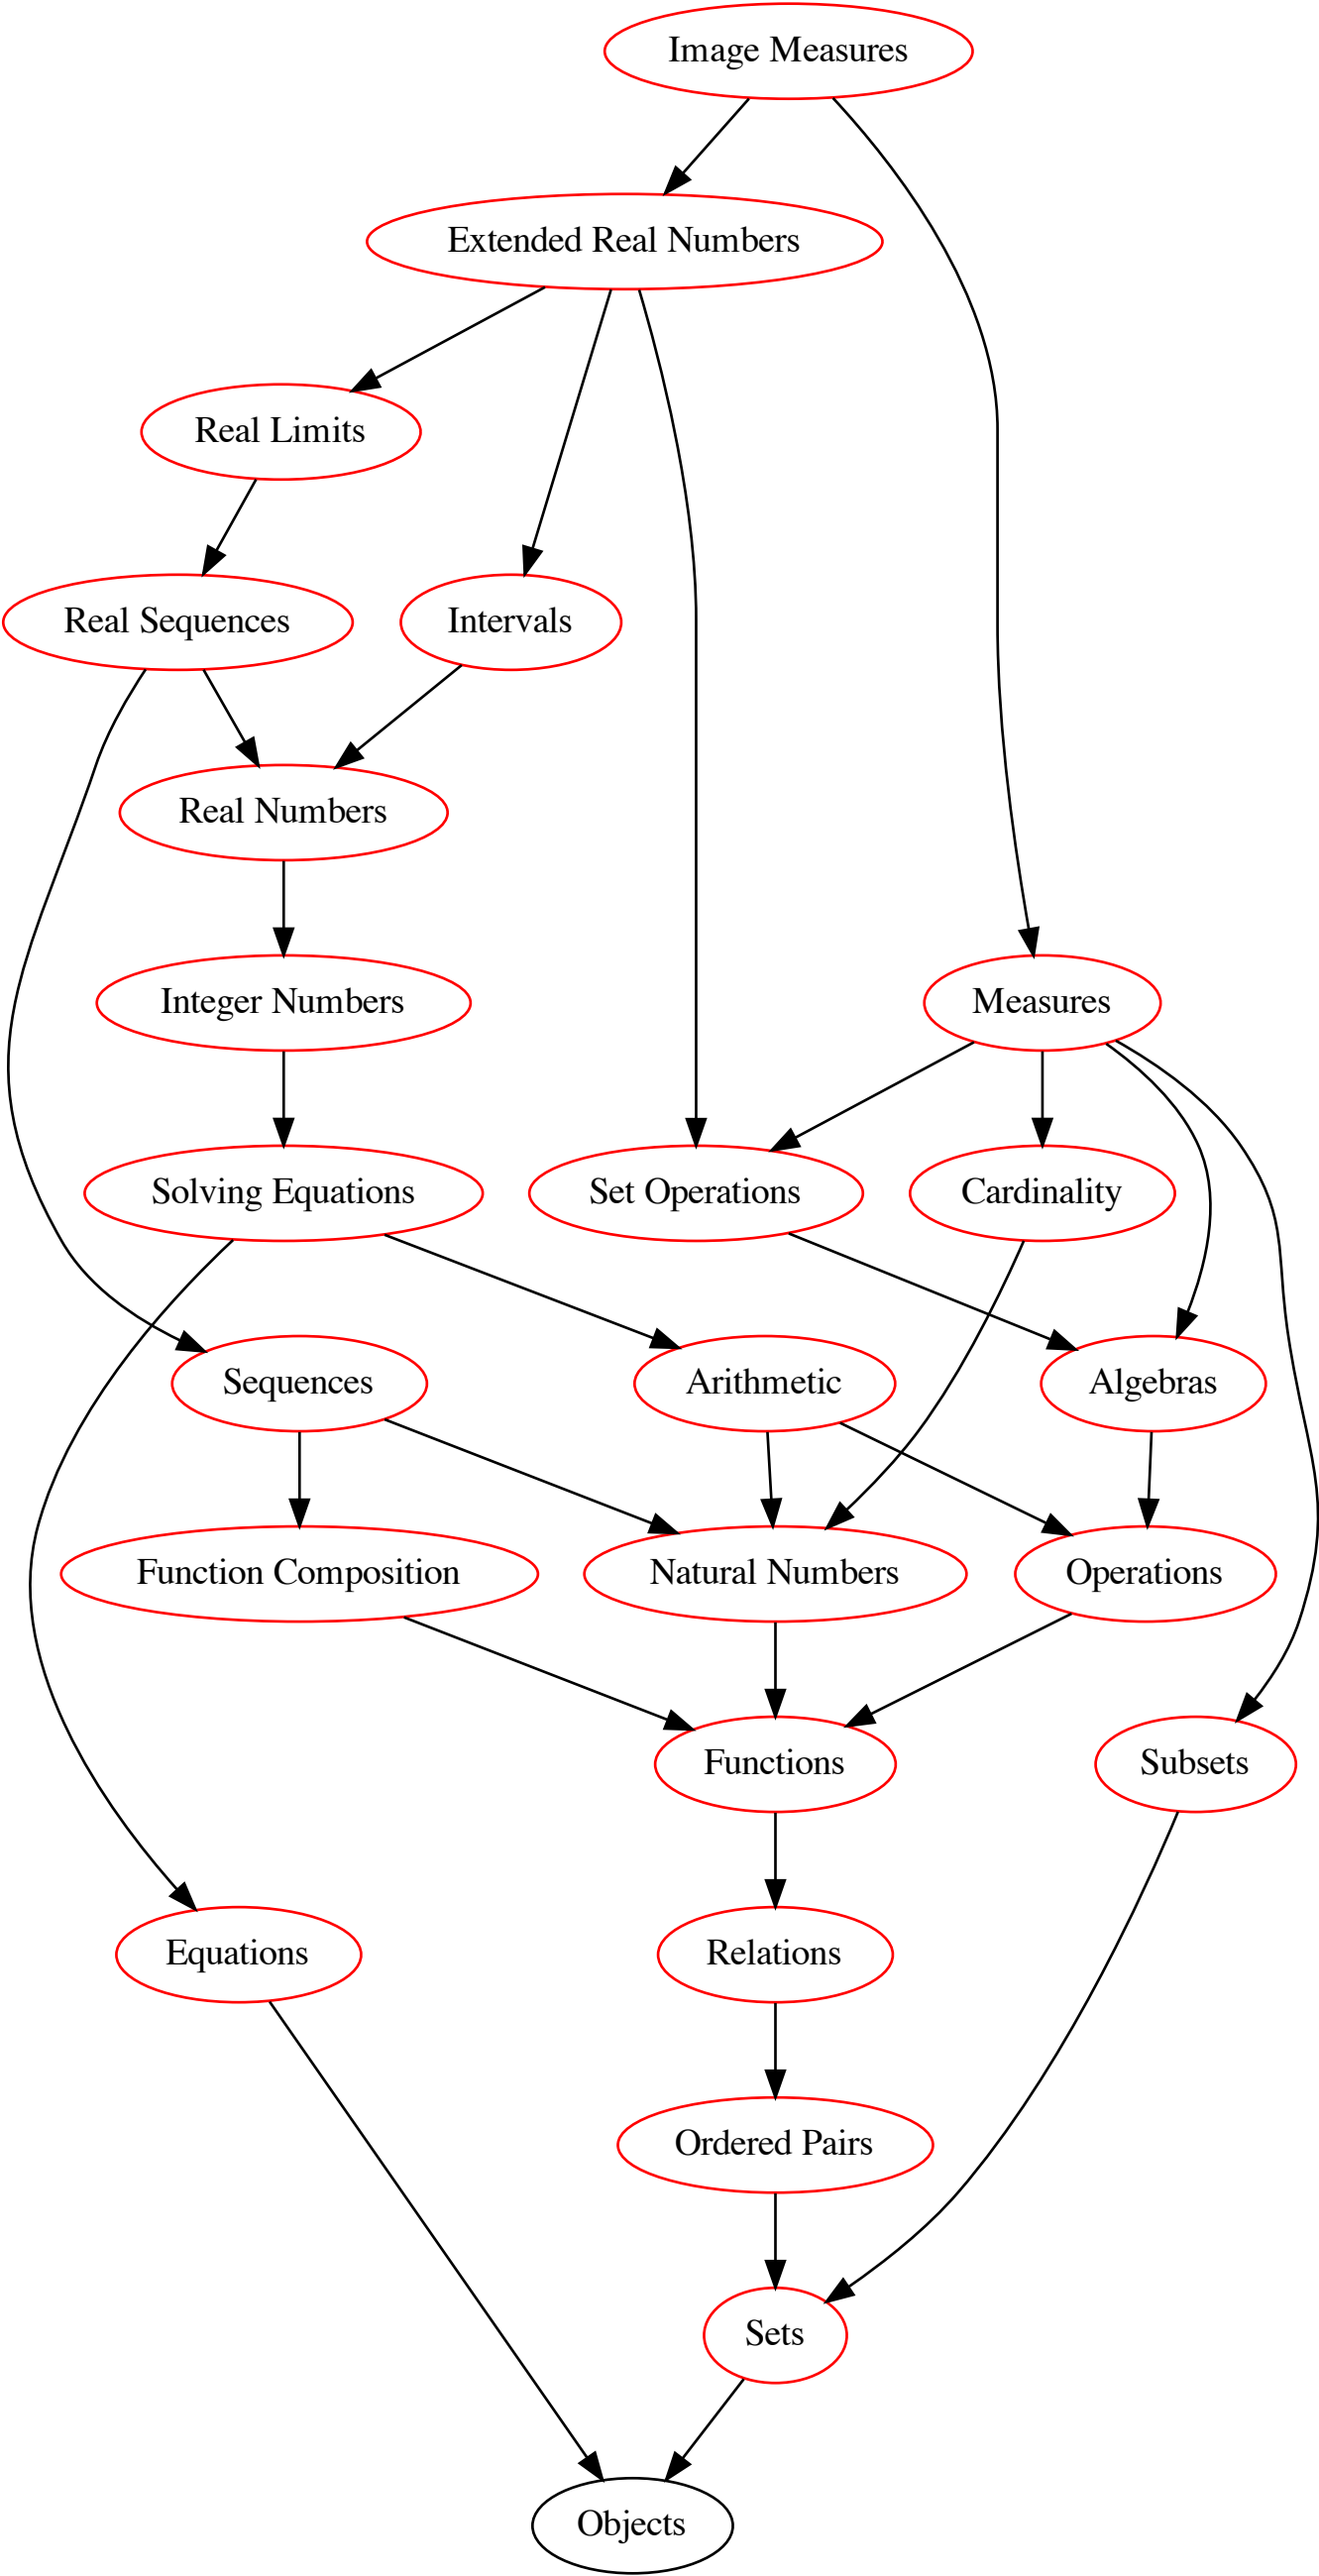 Image Measures
Extended Real Numbers
Real Limits
Real Sequences
Intervals
Real Numbers
Integer Numbers
Measures
Solving Equations
Set Operations
Cardinality
Sequences
Arithmetic
Algebras
Function Composition
Natural Numbers
Operations
Functions
Subsets
Equations
Relations
Ordered Pairs
Sets
Objects